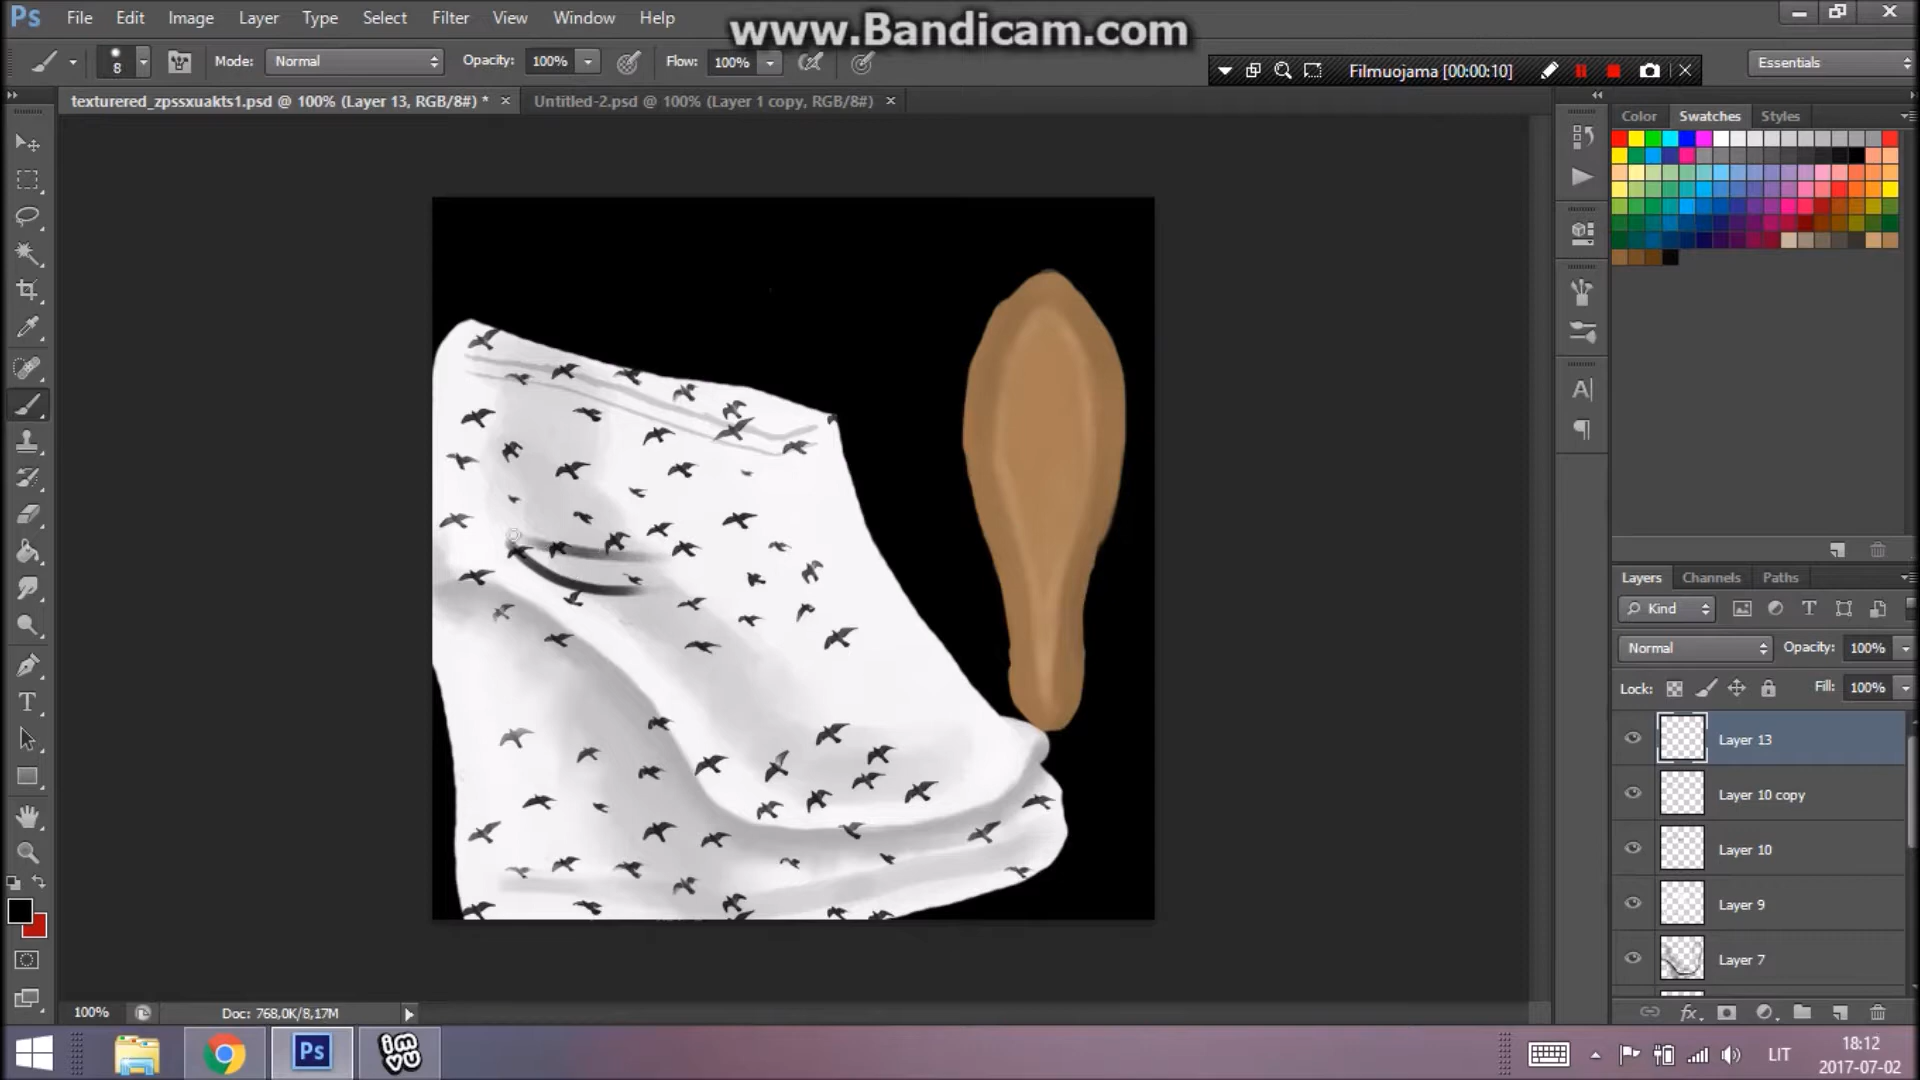 www.Bandicam.com
Ps File Edit Image Layer Type Select Filter View Window Help
8 Mode: Normal Opacity: 100% Flow: 100%
Filmuojama [00:00:10]
Essentials
texturered_zpssxuakts1.psd @ 100% (Layer 13, RGB/8#) * ×
Untitled-2.psd @ 100% (Layer 1 copy, RGB/8#) ×
Color Swatches Styles
Layers Channels Paths
Kind
Normal Opacity: 100%
Lock: Fill: 100%
Layer 13
Layer 10 copy
Layer 10
Layer 9
Layer 7
fx
100% Doc: 768,0K/8,17M
Ps
imvu
LIT
18:12
2017-07-02